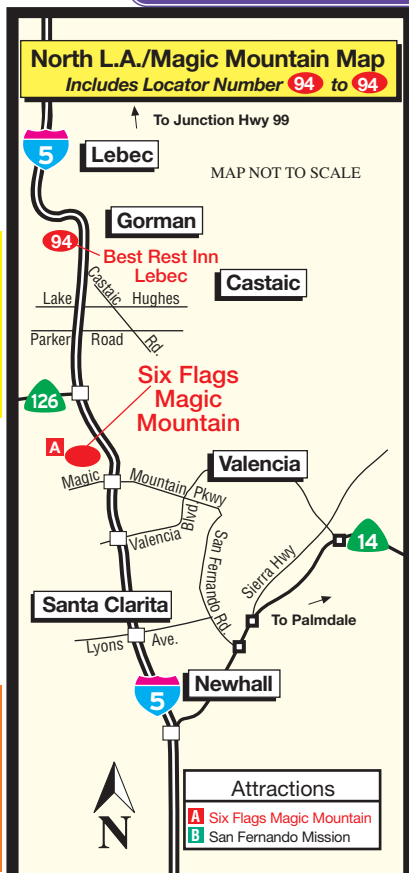 North L.A./Magic Mountain Map
Includes Locator Number 94 to 94
To Junction Hwy 99
5
Lebec
MAP NOT TO SCALE
Gorman
94
Best Rest Inn
Lebec
Castaic
Castaic Rd.
Lake Hughes
Parker Road
126
Six Flags
Magic
Mountain
A
Magic Mountain Pkwy
Valencia
Valencia Blvd
San Fernando Rd.
Sierra Hwy
14
Santa Clarita
To Palmdale
Lyons Ave.
Newhall
5
N
Attractions
A Six Flags Magic Mountain
B San Fernando Mission